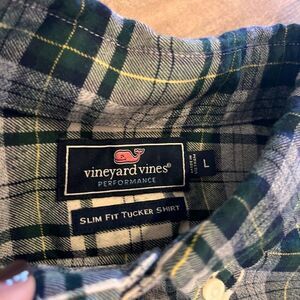 vineyard vines®
PERFORMANCE
L
SLIM FIT TUCKER SHIRT